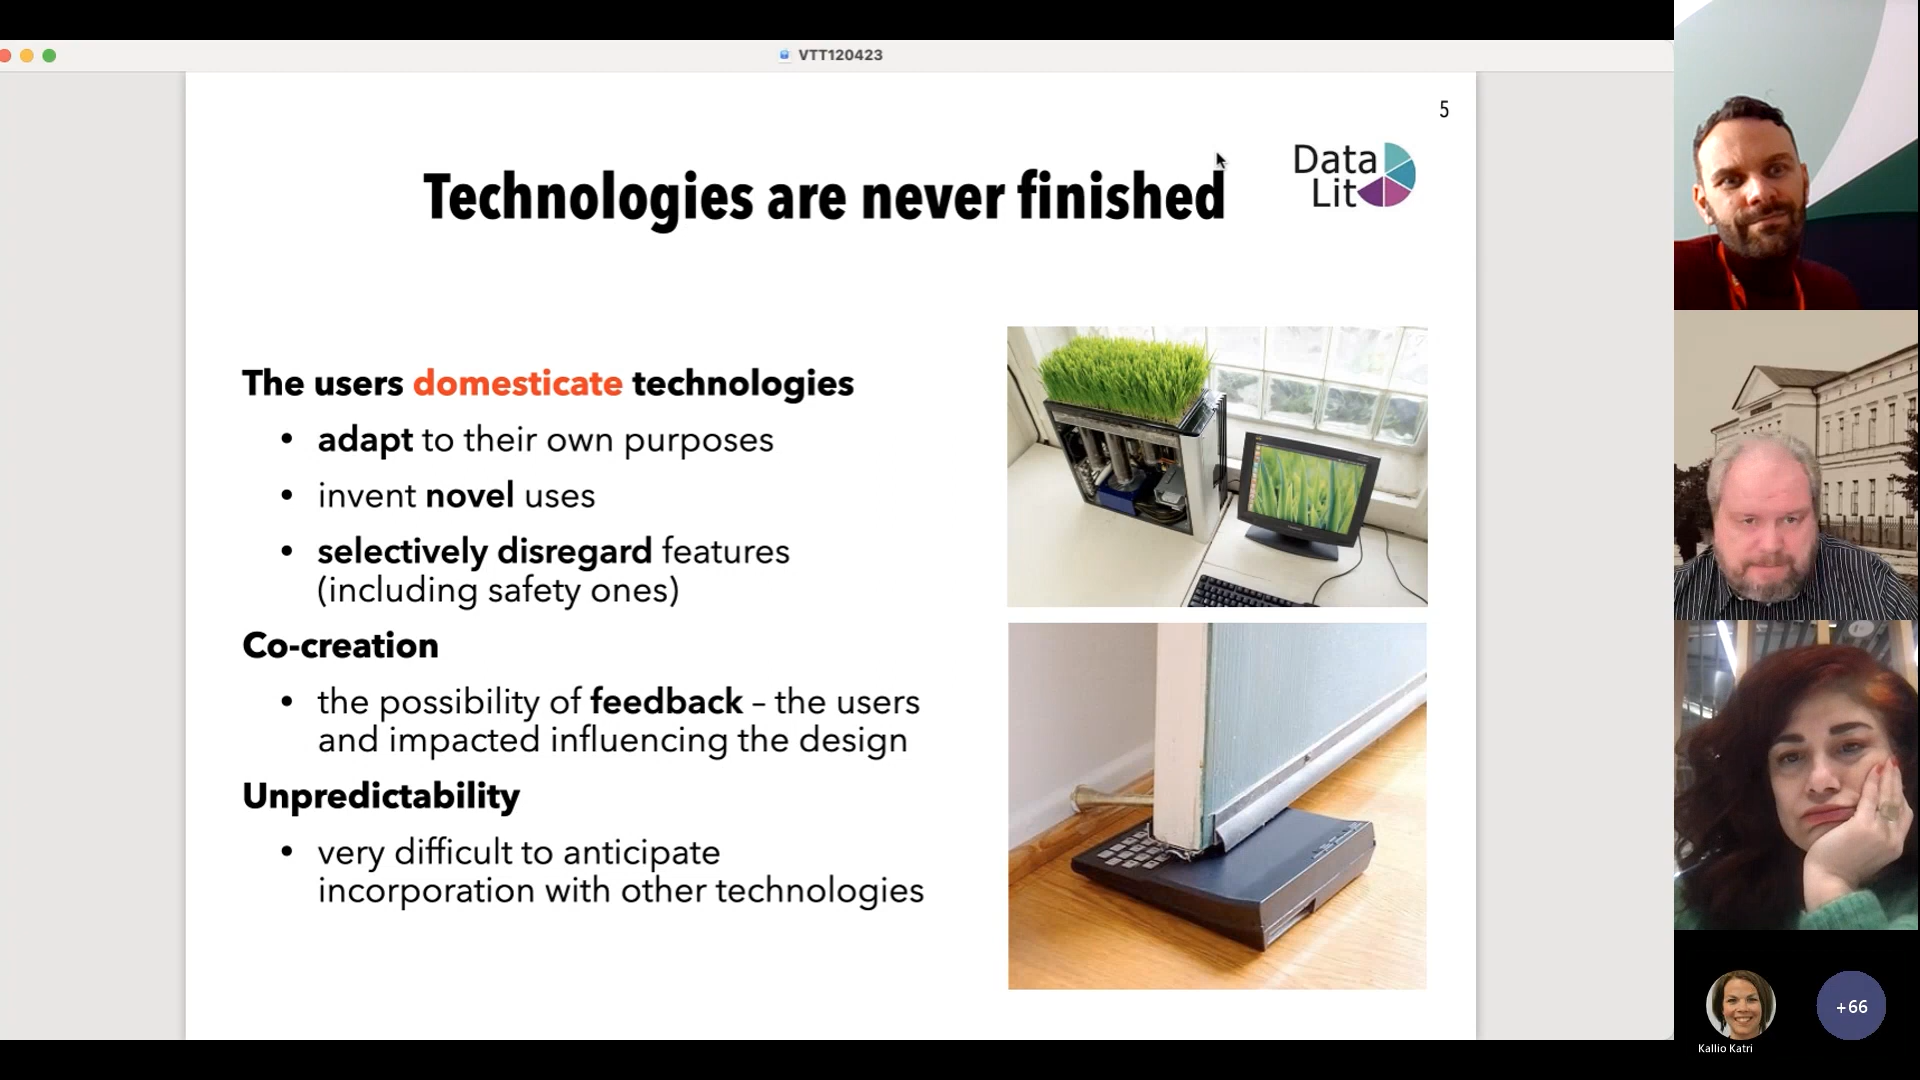 VTT120423
5
Data
Lit
Technologies are never finished
The users domesticate technologies
• adapt to their own purposes
• invent novel uses
• selectively disregard features
(including safety ones)
Co-creation
• the possibility of feedback – the users
and impacted influencing the design
Unpredictability
• very difficult to anticipate
incorporation with other technologies
+66
Kallio Katri